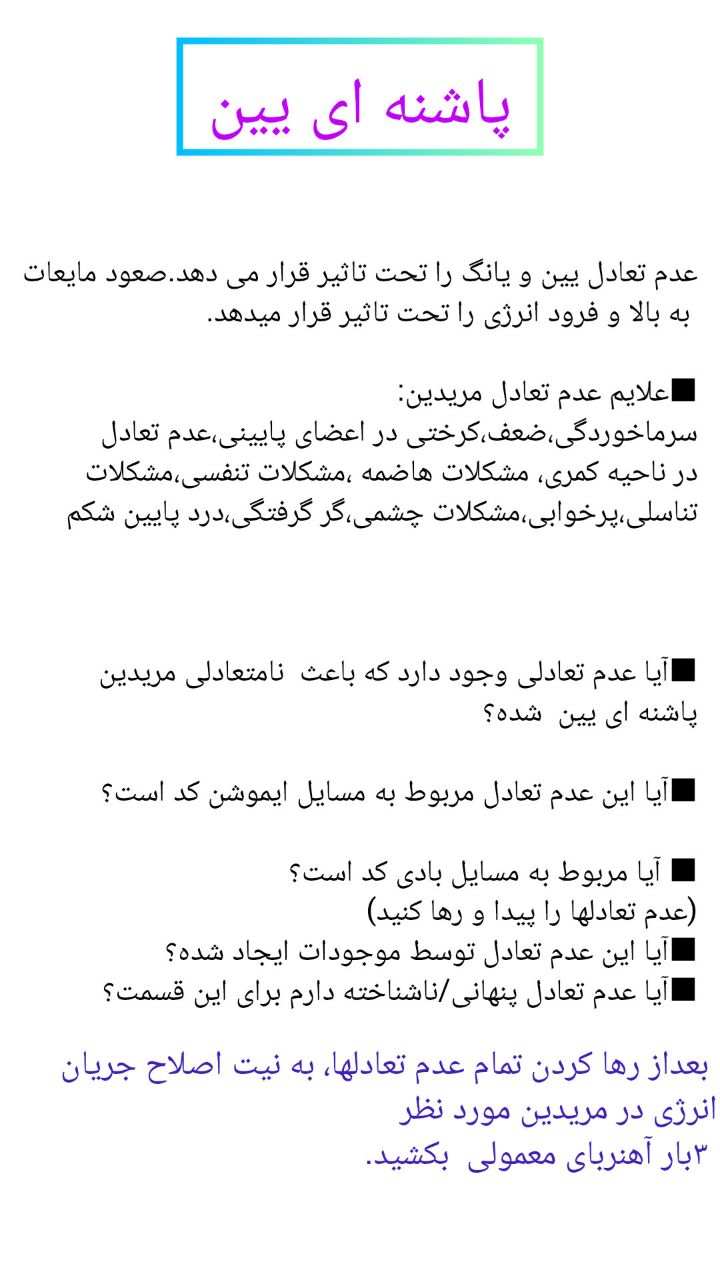 پاشنه ای یین
عدم تعادل یین و یانگ را تحت تاثیر قرار می دهد.صعود مایعات
به بالا و فرود انرژی را تحت تاثیر قرار میدهد.
■علایم عدم تعادل مریدین:
سرماخوردگی،ضعف،کرختی در اعضای پایینی،عدم تعادل
در ناحیه کمری، مشکلات هاضمه ،مشکلات تنفسی،مشکلات
تناسلی،پرخوابی،مشکلات چشمی،گر گرفتگی،درد پایین شکم
■آیا عدم تعادلی وجود دارد که باعث نامتعادلی مریدین
پاشنه ای یین شده؟
■آیا این عدم تعادل مربوط به مسایل ایموشن کد است؟
■ آیا مربوط به مسایل بادی کد است؟
(عدم تعادلها را پیدا و رها کنید)
■آیا این عدم تعادل توسط موجودات ایجاد شده؟
■آیا عدم تعادل پنهانی/ناشناخته دارم برای این قسمت؟
بعداز رها کردن تمام عدم تعادلها، به نیت اصلاح جریان
انرژی در مریدین مورد نظر
۳بار آهنربای معمولی بکشید.